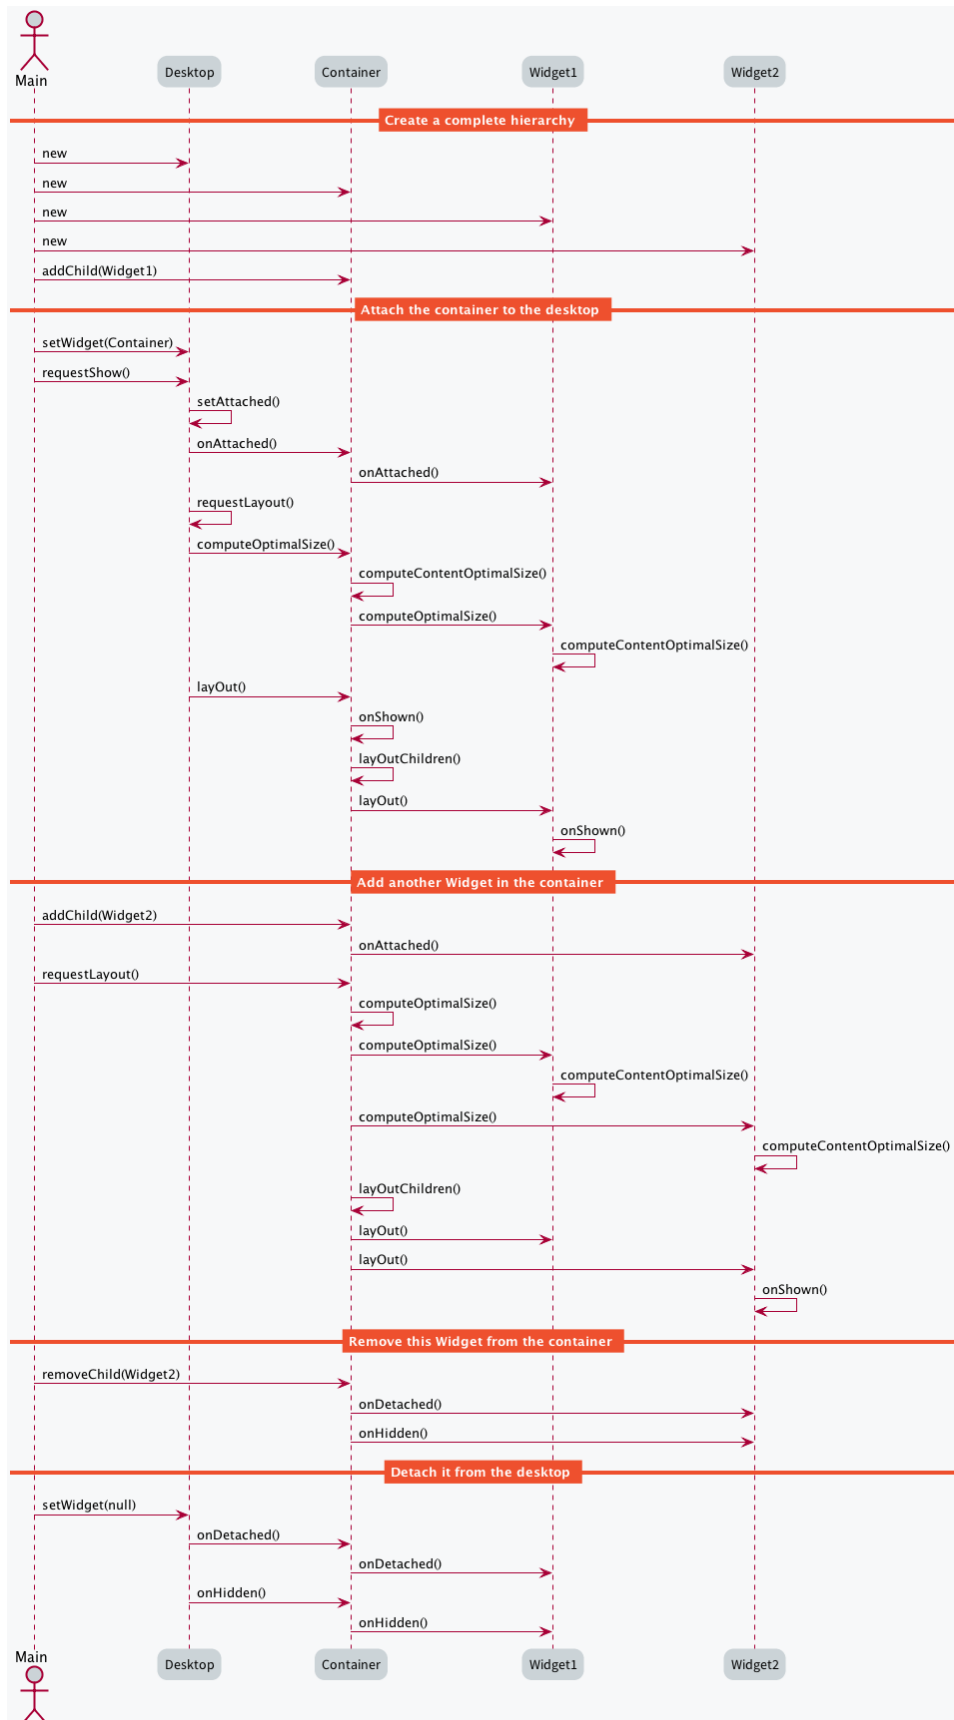 Main
Desktop
Container
Widget1
Widget2
Create a complete hierarchy
new
new
new
new
addChild(Widget1)
Attach the container to the desktop
setWidget(Container)
requestShow()
setAttached()
onAttached()
onAttached()
requestLayout()
computeOptimalSize()
computeContentOptimalSize()
computeOptimalSize()
computeContentOptimalSize()
layOut()
onShown()
layOutChildren()
layOut()
onShown()
Add another Widget in the container
addChild(Widget2)
onAttached()
requestLayout()
computeOptimalSize()
computeOptimalSize()
computeContentOptimalSize()
computeOptimalSize()
computeContentOptimalSize()
layOutChildren()
layOut()
layOut()
onShown()
Remove this Widget from the container
removeChild(Widget2)
onDetached()
onHidden()
Detach it from the desktop
setWidget(null)
onDetached()
onDetached()
onHidden()
onHidden()
Main
Desktop
Container
Widget1
Widget2